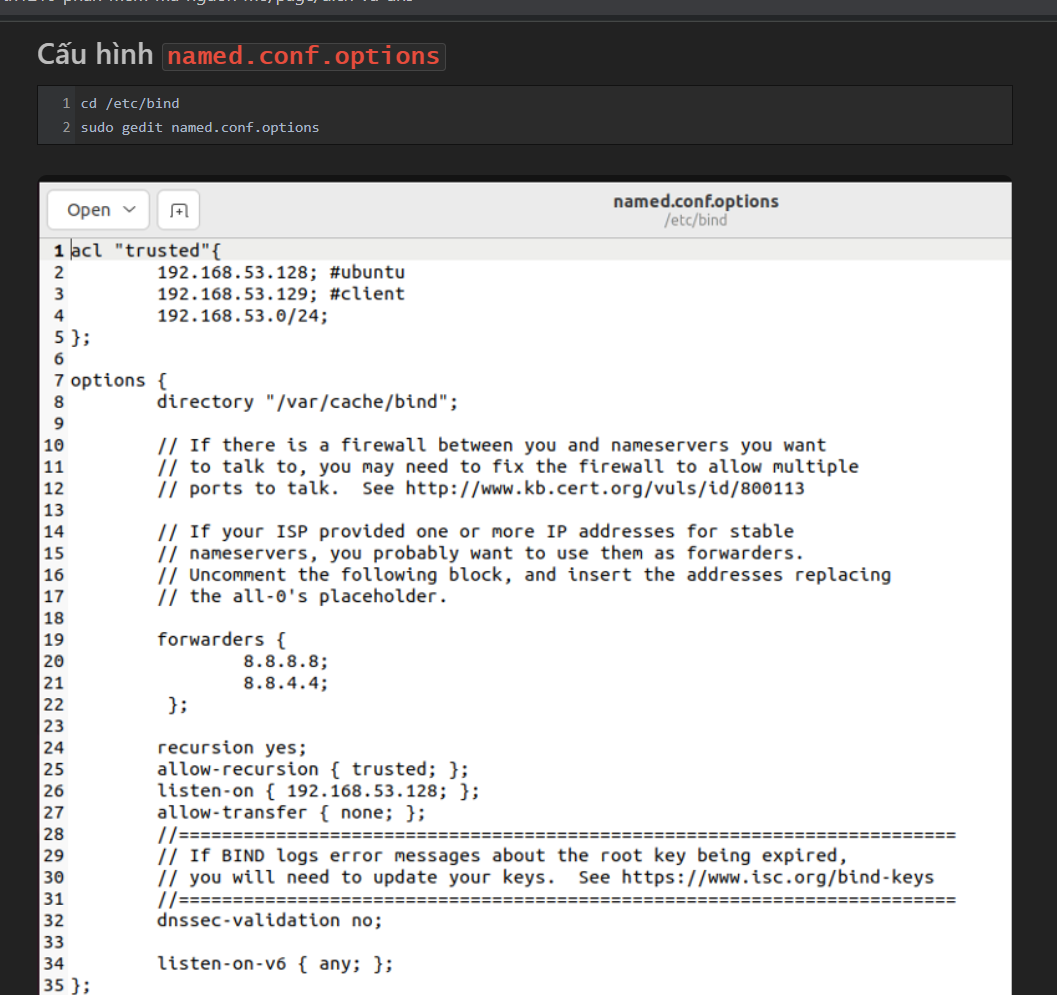 Cấu hình named.conf.options
1 cd /etc/bind
2 sudo gedit named.conf.options
Open
named.conf.options
/etc/bind
1 acl "trusted"{
2 192.168.53.128; #ubuntu
3 192.168.53.129; #client
4 192.168.53.0/24;
5 };
6
7 options {
8 directory "/var/cache/bind";
9
10 // If there is a firewall between you and nameservers you want
11 // to talk to, you may need to fix the firewall to allow multiple
12 // ports to talk.  See http://www.kb.cert.org/vuls/id/800113
13
14 // If your ISP provided one or more IP addresses for stable
15 // nameservers, you probably want to use them as forwarders.
16 // Uncomment the following block, and insert the addresses replacing
17 // the all-0's placeholder.
18
19 forwarders {
20 8.8.8.8;
21 8.8.4.4;
22 };
23
24 recursion yes;
25 allow-recursion { trusted; };
26 listen-on { 192.168.53.128; };
27 allow-transfer { none; };
28 //========================================================================
29 // If BIND logs error messages about the root key being expired,
30 // you will need to update your keys.  See https://www.isc.org/bind-keys
31 //========================================================================
32 dnssec-validation no;
33
34 listen-on-v6 { any; };
35 };